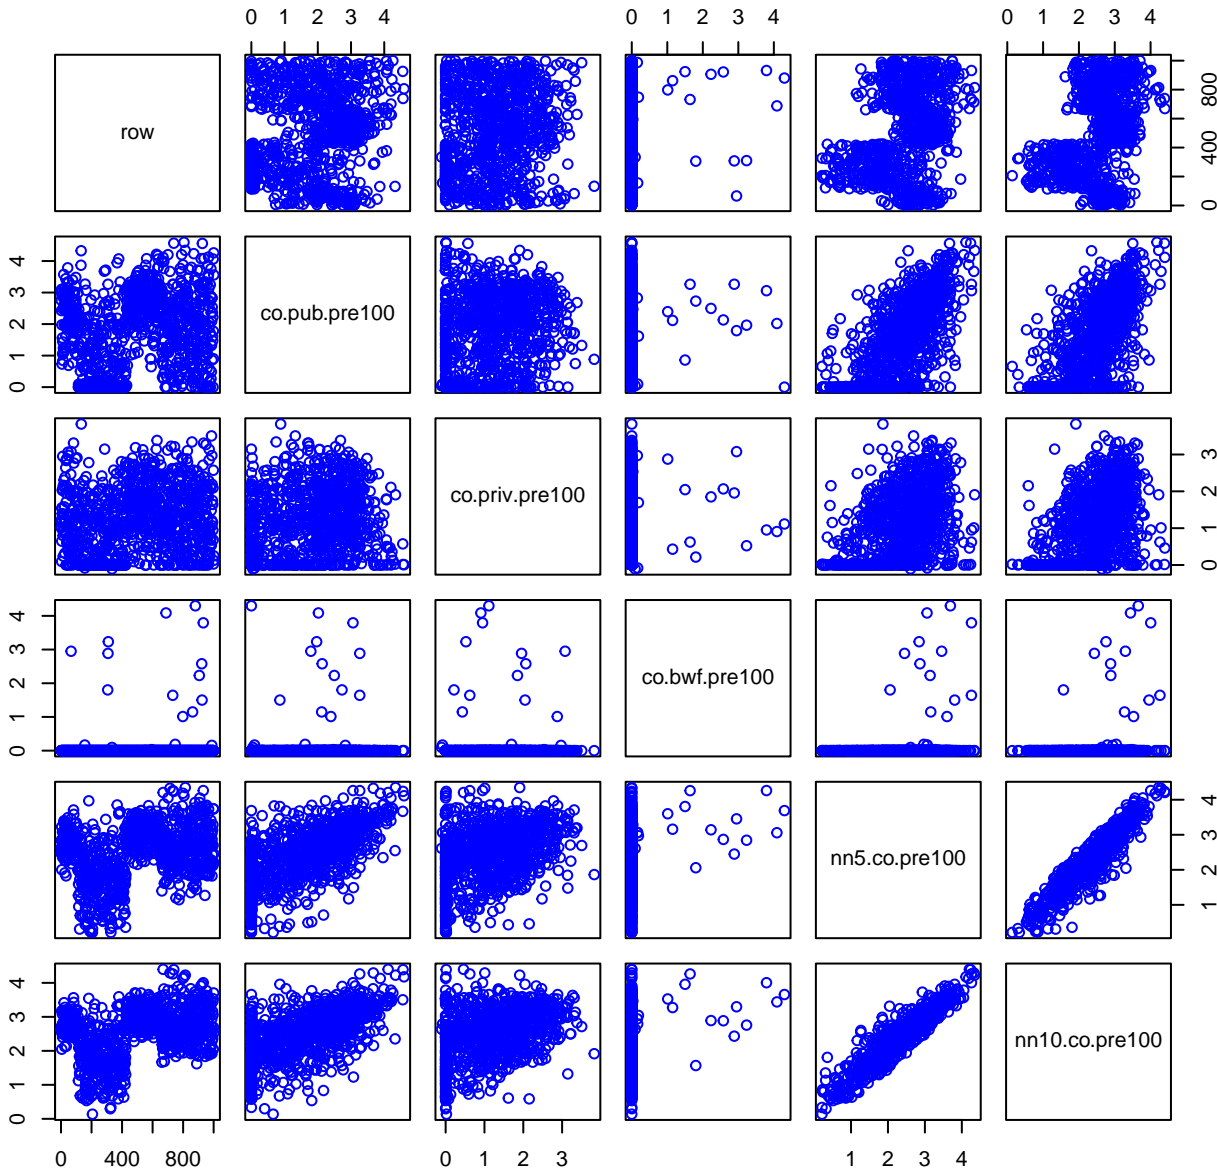 0 1 2 3 4 0 1 2 3 4 0 1 2 3 4
row 0 400 800
0 1 2 3 4 co.pub.pre100
co.priv.pre100 0 1 2 3
0 1 2 3 4 co.bwf.pre100
nn5.co.pre100 1 2 3 4
0 1 2 3 4 nn10.co.pre100
0 400 800 0 1 2 3 1 2 3 4